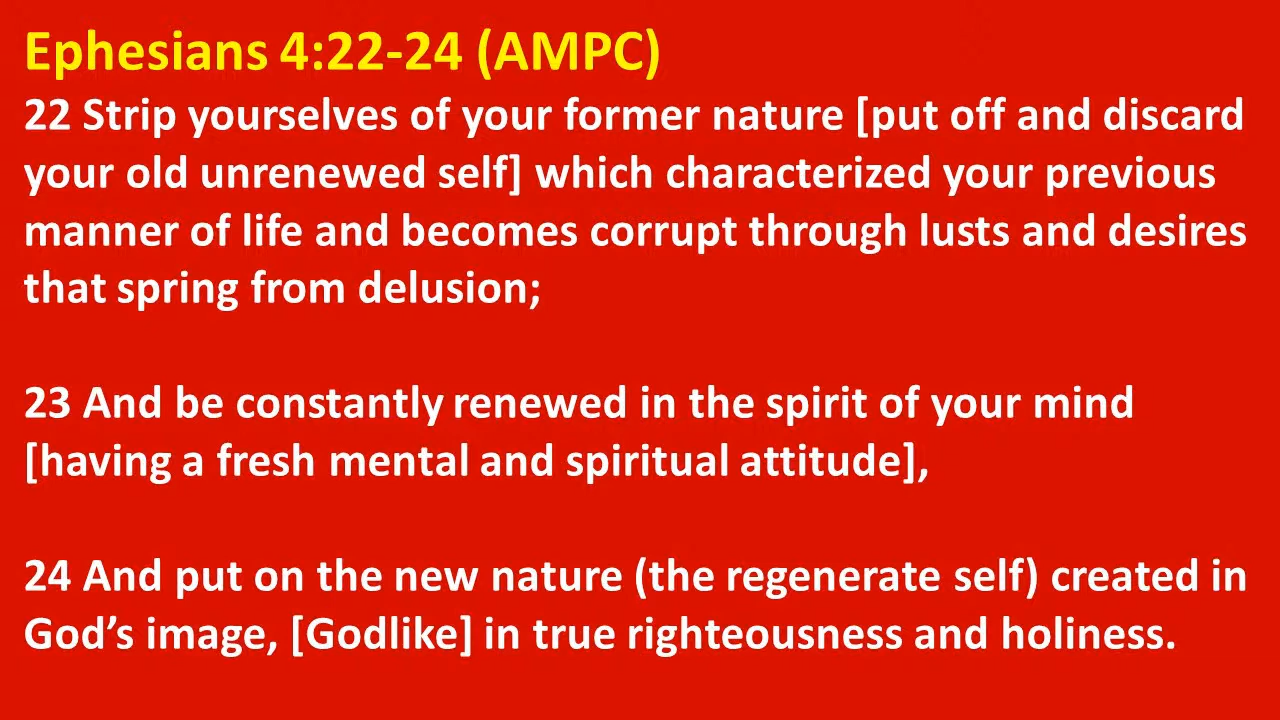 Ephesians 4:22-24 (AMPC)
22 Strip yourselves of your former nature [put off and discard
your old unrenewed self] which characterized your previous
manner of life and becomes corrupt through lusts and desires
that spring from delusion;
23 And be constantly renewed in the spirit of your mind
[having a fresh mental and spiritual attitude],
24 And put on the new nature (the regenerate self) created in
God’s image, [Godlike] in true righteousness and holiness.